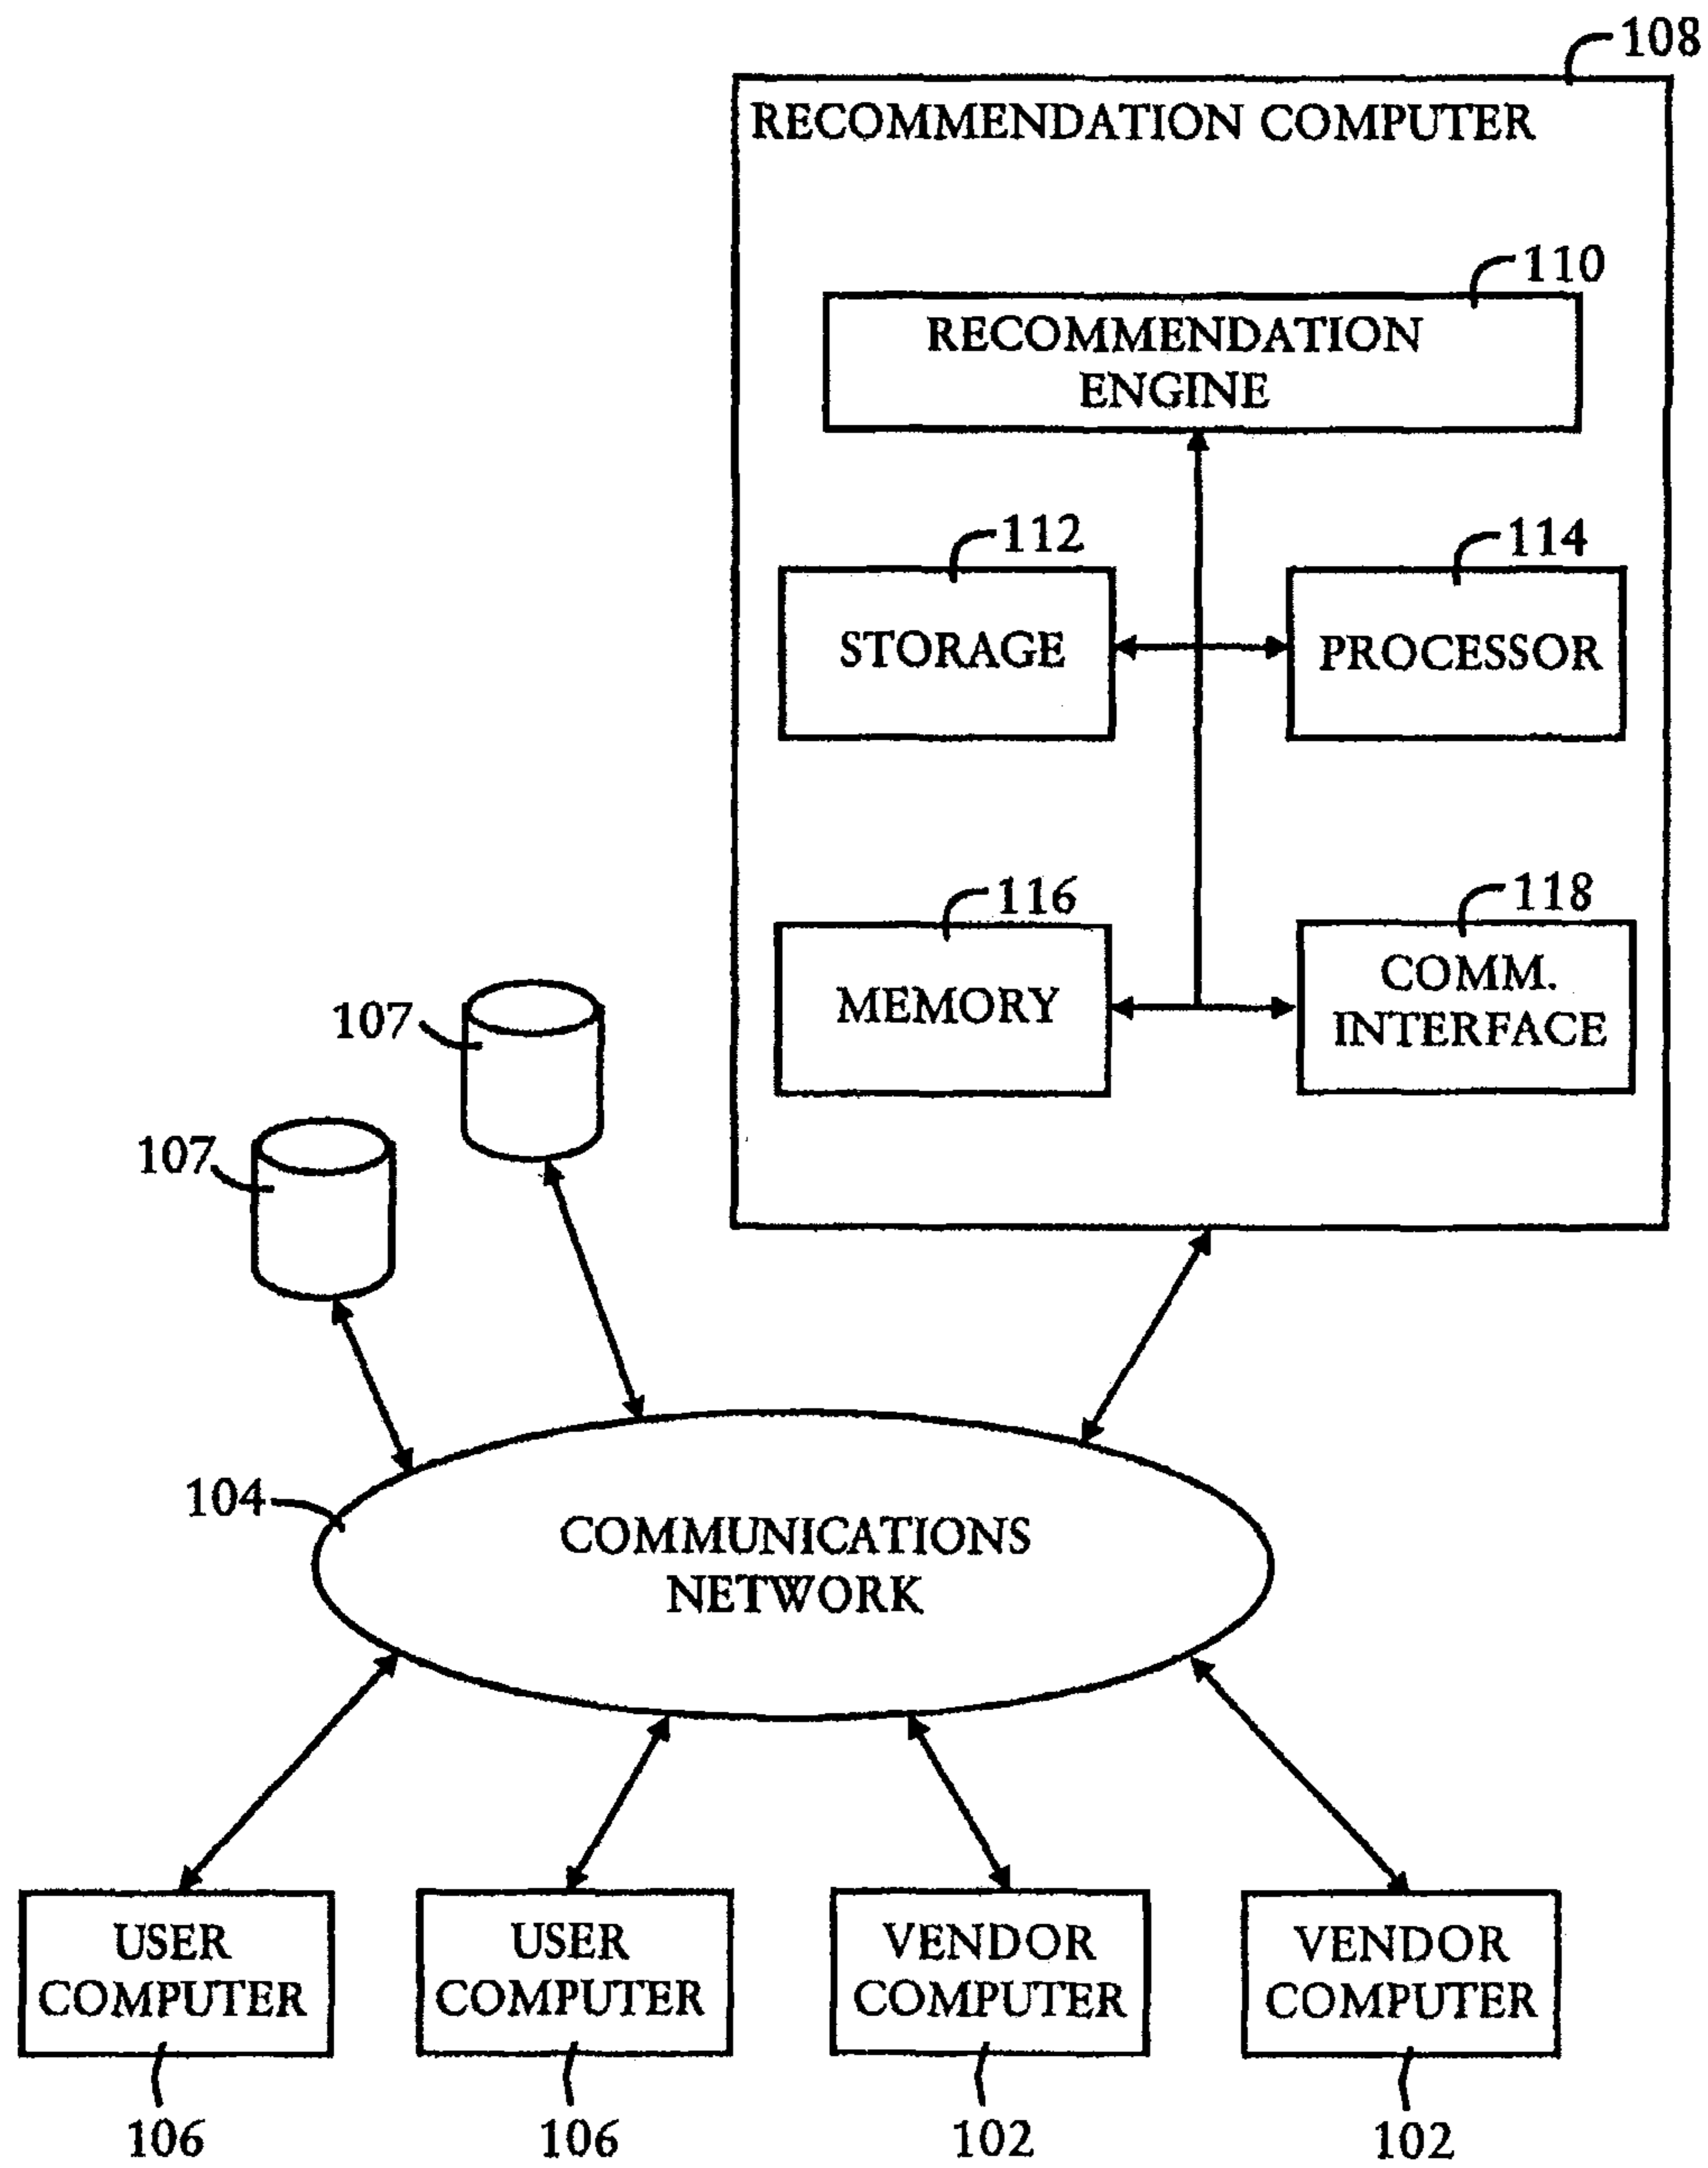 108
RECOMMENDATION COMPUTER
110
RECOMMENDATION
ENGINE
112
114
STORAGE
PROCESSOR
116
118
MEMORY
COMM.
INTERFACE
107
107
104
COMMUNICATIONS
NETWORK
USER
COMPUTER
USER
COMPUTER
VENDOR
COMPUTER
VENDOR
COMPUTER
106
106
102
102